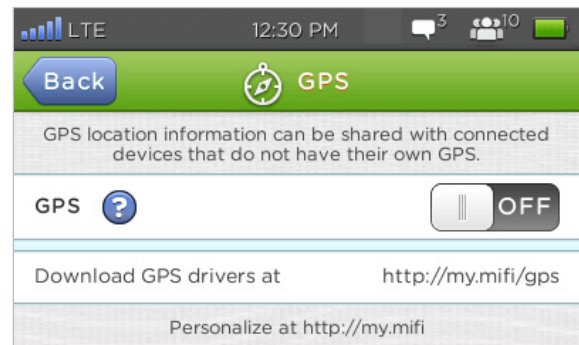 LTE 12:30 PM 3 10
Back GPS
GPS location information can be shared with connected
devices that do not have their own GPS.
GPS ? OFF
Download GPS drivers at http://my.mifi/gps
Personalize at http://my.mifi